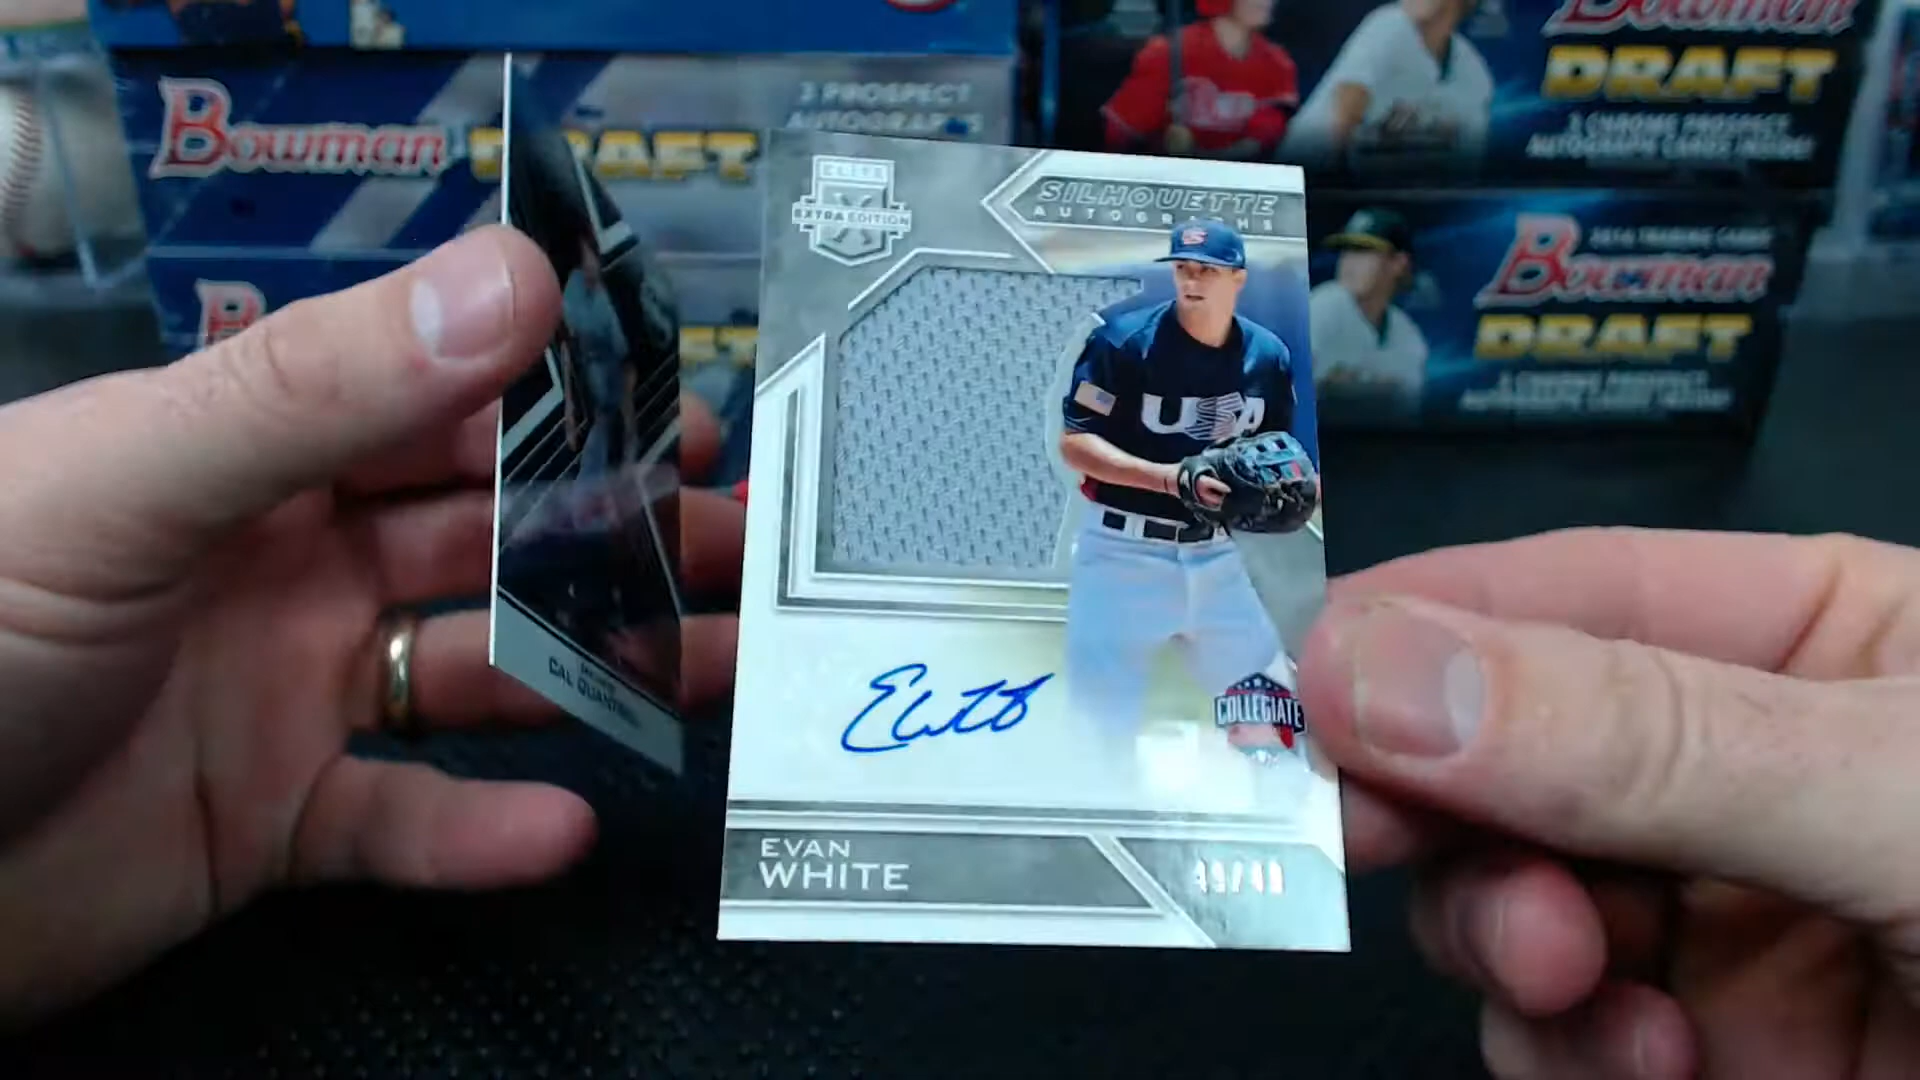 Bowman
DRAFT
3 PROSPECT
AUTOGRAPHS
Bowman
DRAFT
3 CHROME PROSPECT
AUTOGRAPH CARDS INSIDE!
Bowman
DRAFT
ELITE
EXTRA EDITION
X
SILHOUETTE
AUTOGRAPHS
USA
COLLEGIATE
EVAN
WHITE
CAL QUANTRILL